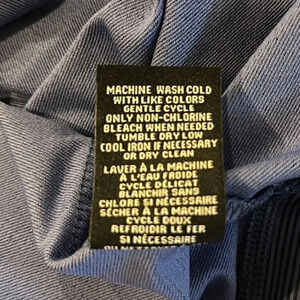 MACHINE WASH COLD
WITH LIKE COLORS
GENTLE CYCLE
ONLY NON-CHLORINE
BLEACH WHEN NEEDED
TUMBLE DRY LOW
COOL IRON IF NECESSARY
OR DRY CLEAN
LAVER À LA MACHINE
À L'EAU FROIDE
CYCLE DÉLICAT
BLANCHIR SANS
CHLORE SI NÉCESSAIRE
SÉCHER À LA MACHINE
CYCLE DOUX
REFROIDIR LE FER
SI NÉCESSAIRE
OU